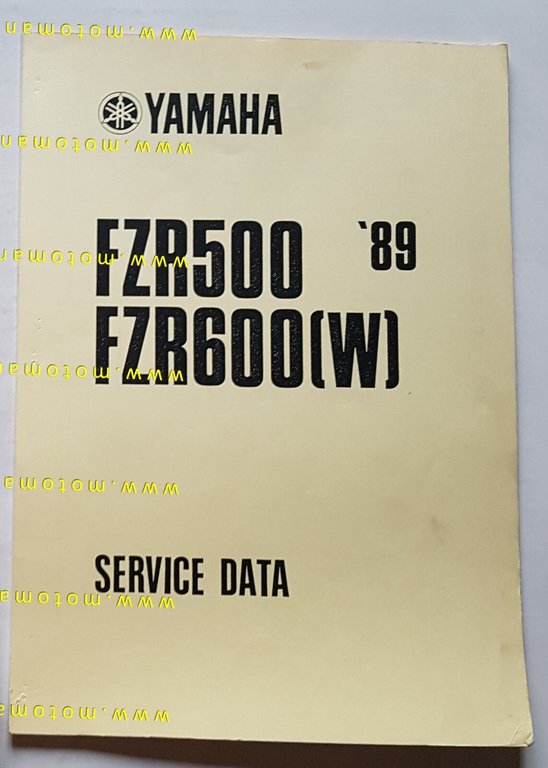 YAMAHA
FZR500 '89
FZR600(W)
SERVICE DATA